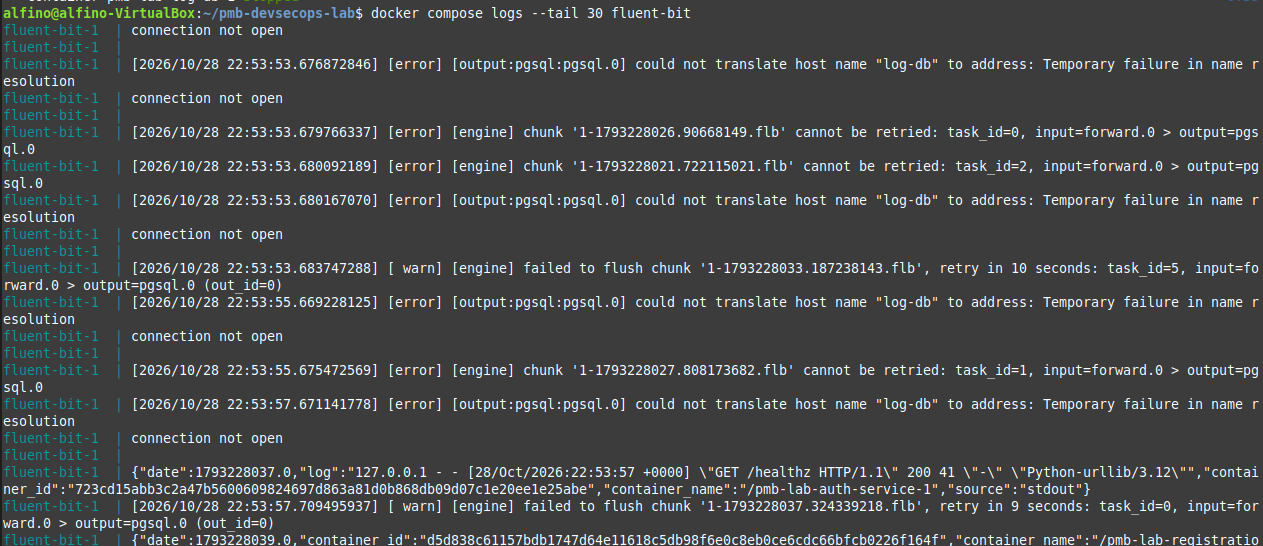 alfino@alfino-VirtualBox:~/pmb-devsecops-lab$ docker compose logs --tail 30 fluent-bit
fluent-bit-1  | connection not open
fluent-bit-1  |
fluent-bit-1  | [2026/10/28 22:53:53.676872846] [error] [output:pgsql:pgsql.0] could not translate host name "log-db" to address: Temporary failure in name r
esolution
fluent-bit-1  | connection not open
fluent-bit-1  |
fluent-bit-1  | [2026/10/28 22:53:53.679766337] [error] [engine] chunk '1-1793228026.90668149.flb' cannot be retried: task_id=0, input=forward.0 > output=pgs
ql.0
fluent-bit-1  | [2026/10/28 22:53:53.680092189] [error] [engine] chunk '1-1793228021.722115021.flb' cannot be retried: task_id=2, input=forward.0 > output=pg
sql.0
fluent-bit-1  | [2026/10/28 22:53:53.680167070] [error] [output:pgsql:pgsql.0] could not translate host name "log-db" to address: Temporary failure in name r
esolution
fluent-bit-1  | connection not open
fluent-bit-1  |
fluent-bit-1  | [2026/10/28 22:53:53.683747288] [ warn] [engine] failed to flush chunk '1-1793228033.187238143.flb', retry in 10 seconds: task_id=5, input=fo
rward.0 > output=pgsql.0 (out_id=0)
fluent-bit-1  | [2026/10/28 22:53:55.669228125] [error] [output:pgsql:pgsql.0] could not translate host name "log-db" to address: Temporary failure in name r
esolution
fluent-bit-1  | connection not open
fluent-bit-1  |
fluent-bit-1  | [2026/10/28 22:53:55.675472569] [error] [engine] chunk '1-1793228027.808173682.flb' cannot be retried: task_id=1, input=forward.0 > output=pg
sql.0
fluent-bit-1  | [2026/10/28 22:53:57.671141778] [error] [output:pgsql:pgsql.0] could not translate host name "log-db" to address: Temporary failure in name r
esolution
fluent-bit-1  | connection not open
fluent-bit-1  |
fluent-bit-1  | {"date":1793228037.0,"log":"127.0.0.1 - - [28/Oct/2026:22:53:57 +0000] \"GET /healthz HTTP/1.1\" 200 41 \"-\" \"Python-urllib/3.12\"","contai
ner_id":"723cd15abb3c2a47b5600609824697d863a81d0b868db09d07c1e20ee1e25abe","container_name":"/pmb-lab-auth-service-1","source":"stdout"}
fluent-bit-1  | [2026/10/28 22:53:57.709495937] [ warn] [engine] failed to flush chunk '1-1793228037.324339218.flb', retry in 9 seconds: task_id=0, input=for
ward.0 > output=pgsql.0 (out_id=0)
fluent-bit-1  | {"date":1793228039.0,"container_id":"d5d838c61157bdb1747d64e11618c5db98f6e0c8eb0ce6cdc66bfcb0226f164f","container_name":"/pmb-lab-registratio